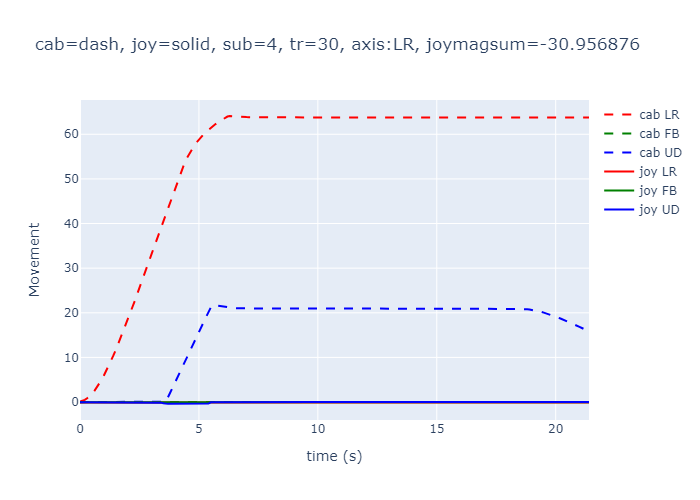 cab=dash, joy=solid, sub=4, tr=30, axis:LR, joymagsum=-30.956876
cab LR
cab FB
cab UD
joy LR
joy FB
joy UD
Movement
60
50
40
30
20
10
0
0 5 10 15 20
time (s)